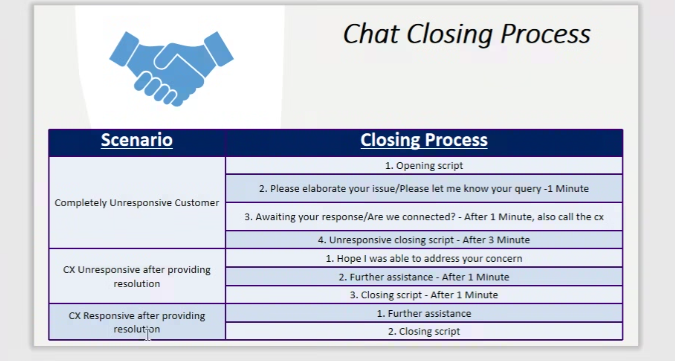 Chat Closing Process
Scenario
Closing Process
Completely Unresponsive Customer
1. Opening script
2. Please elaborate your issue/Please let me know your query -1 Minute
3. Awaiting your response/Are we connected? - After 1 Minute, also call the cx
4. Unresponsive closing script - After 3 Minute
CX Unresponsive after providing
resolution
1. Hope I was able to address your concern
2. Further assistance - After 1 Minute
3. Closing script - After 1 Minute
CX Responsive after providing
resolution
1. Further assistance
2. Closing script